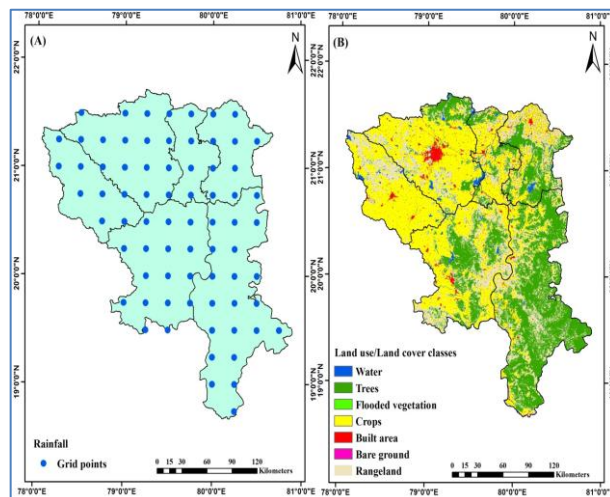 78°0'0"E 79°0'0"E 80°0'0"E 81°0'0"E
(A)
N
22°0'0"N
21°0'0"N
20°0'0"N
19°0'0"N
Rainfall
Grid points
0 15 30 60 90 120
Kilometers
78°0'0"E 79°0'0"E 80°0'0"E 81°0'0"E
78°0'0"E 79°0'0"E 80°0'0"E 81°0'0"E
(B)
N
22°0'0"N
21°0'0"N
20°0'0"N
19°0'0"N
Land use/Land cover classes
Water
Trees
Flooded vegetation
Crops
Built area
Bare ground
Rangeland
0 15 30 60 90 120
Kilometers
78°0'0"E 79°0'0"E 80°0'0"E 81°0'0"E